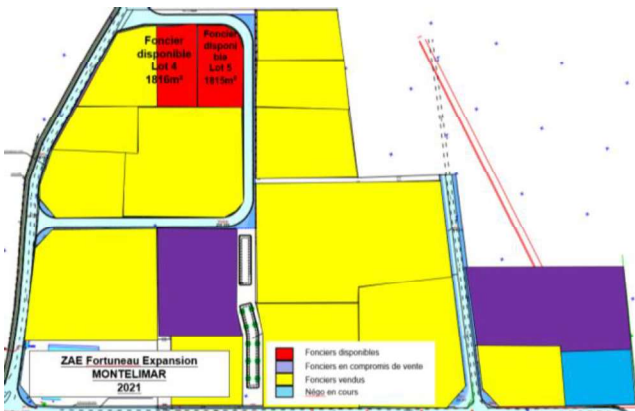 Foncier
disponible
Lot 4
1816m²
Foncier
disponi
ble
Lot 5
1815m²
ZAE Fortuneau Expansion
MONTELIMAR
2021
Fonciers disponibles
Fonciers en compromis de vente
Fonciers vendus
Négo en cours